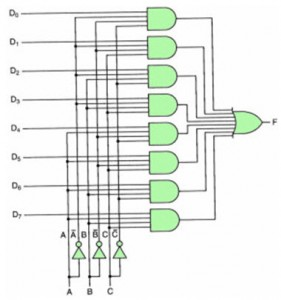 D₀
D₁
D₂
D₃
D₄
F
D₅
D₆
D₇
A A̅ B B̅ C C̅
A B C